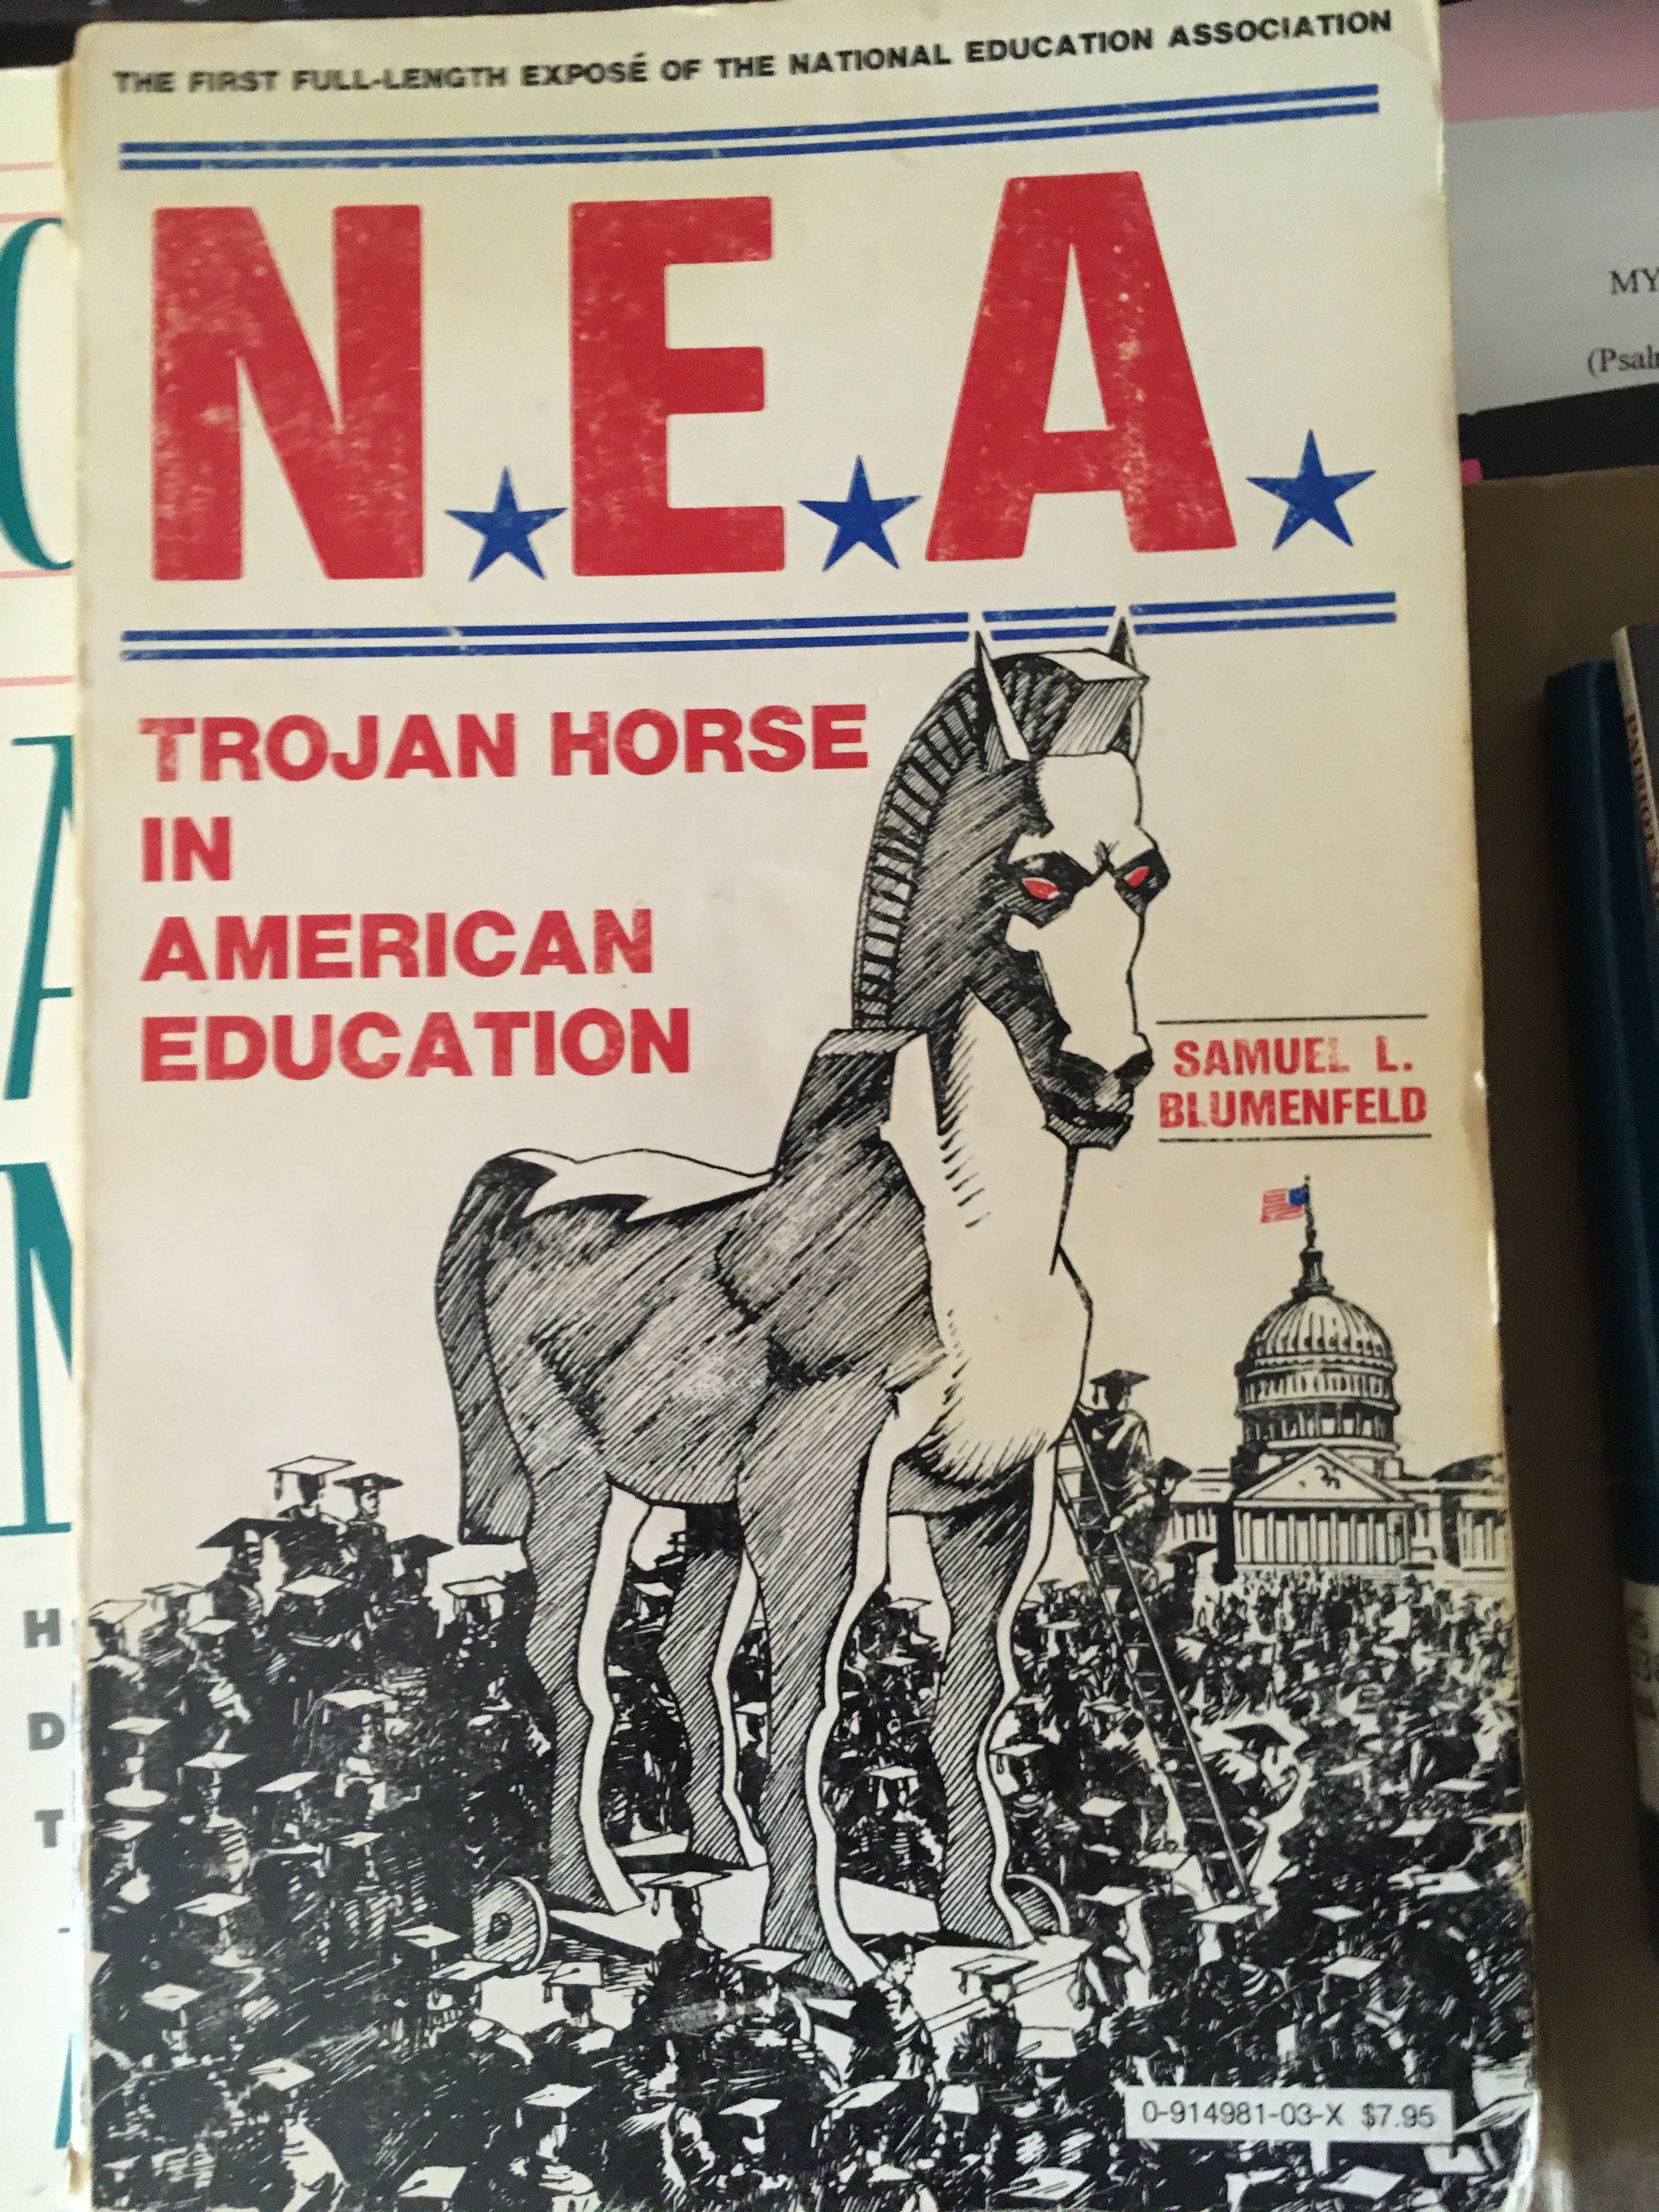 THE FIRST FULL-LENGTH EXPOSÉ OF THE NATIONAL EDUCATION ASSOCIATION
N.E.A.
TROJAN HORSE
IN
AMERICAN
EDUCATION
SAMUEL L.
BLUMENFELD
0-914981-03-X $7.95
MY
H
D
T